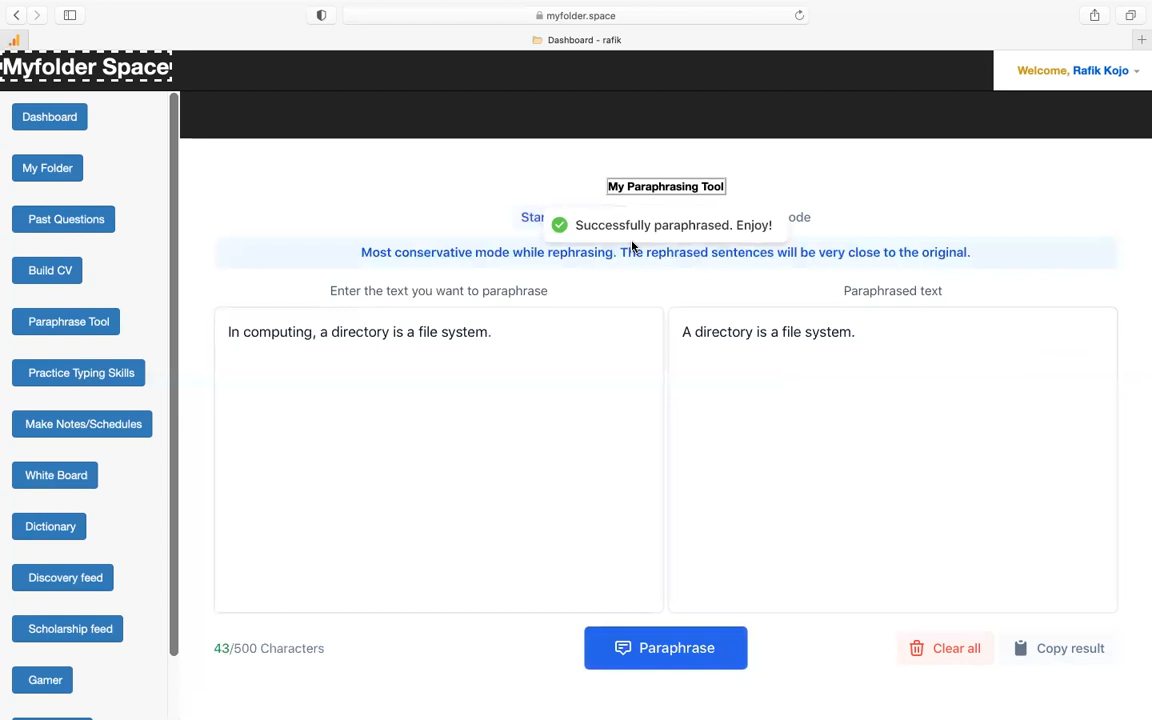 myfolder.space
Dashboard - rafik
Myfolder Space
Welcome, Rafik Kojo
Dashboard
My Folder
Past Questions
Build CV
Paraphrase Tool
Practice Typing Skills
Make Notes/Schedules
White Board
Dictionary
Discovery feed
Scholarship feed
Gamer
My Paraphrasing Tool
Successfully paraphrased. Enjoy!
Most conservative mode while rephrasing. The rephrased sentences will be very close to the original.
Enter the text you want to paraphrase
Paraphrased text
In computing, a directory is a file system.
A directory is a file system.
43/500 Characters
Paraphrase
Clear all
Copy result